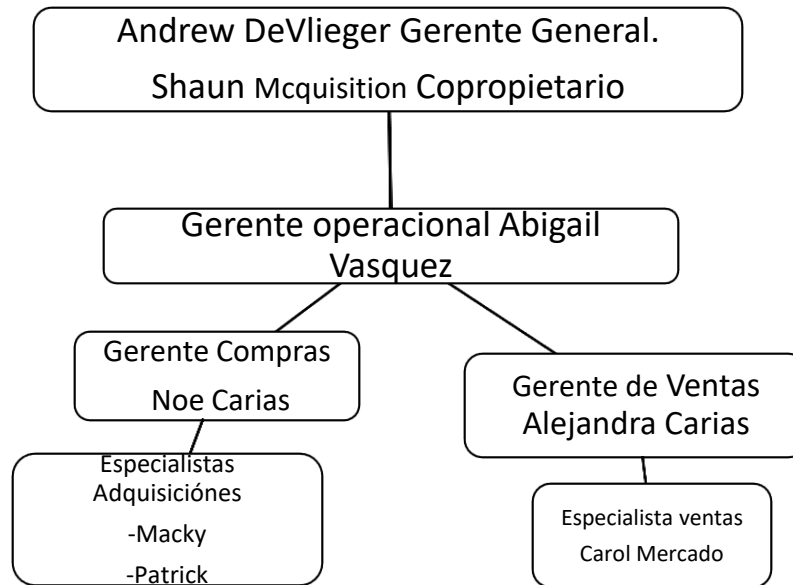 Andrew DeVlieger Gerente General.
Shaun Mcquisition Copropietario
Gerente operacional Abigail
Vasquez
Gerente Compras
Noe Carias
Gerente de Ventas
Alejandra Carias
Especialistas
Adquisiciónes
-Macky
-Patrick
Especialista ventas
Carol Mercado